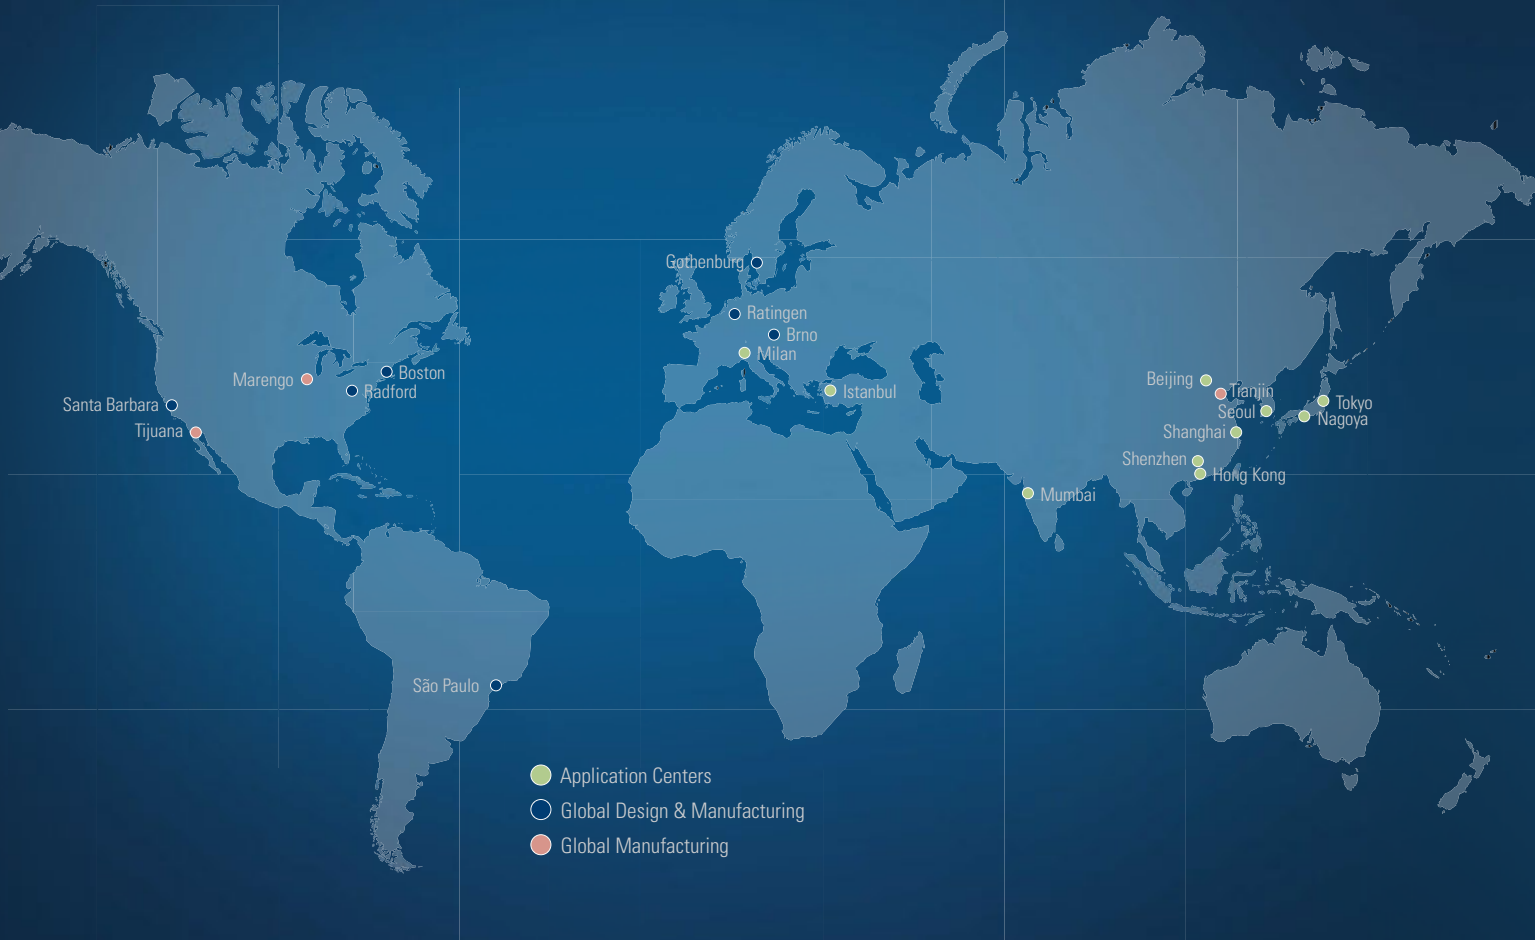 Gothenburg
Ratingen
Brno
Milan
Istanbul
Marengo
Boston
Radford
Santa Barbara
Tijuana
Beijing
Tianjin
Seoul
Tokyo
Nagoya
Shanghai
Shenzhen
Hong Kong
Mumbai
São Paulo
Application Centers
Global Design & Manufacturing
Global Manufacturing